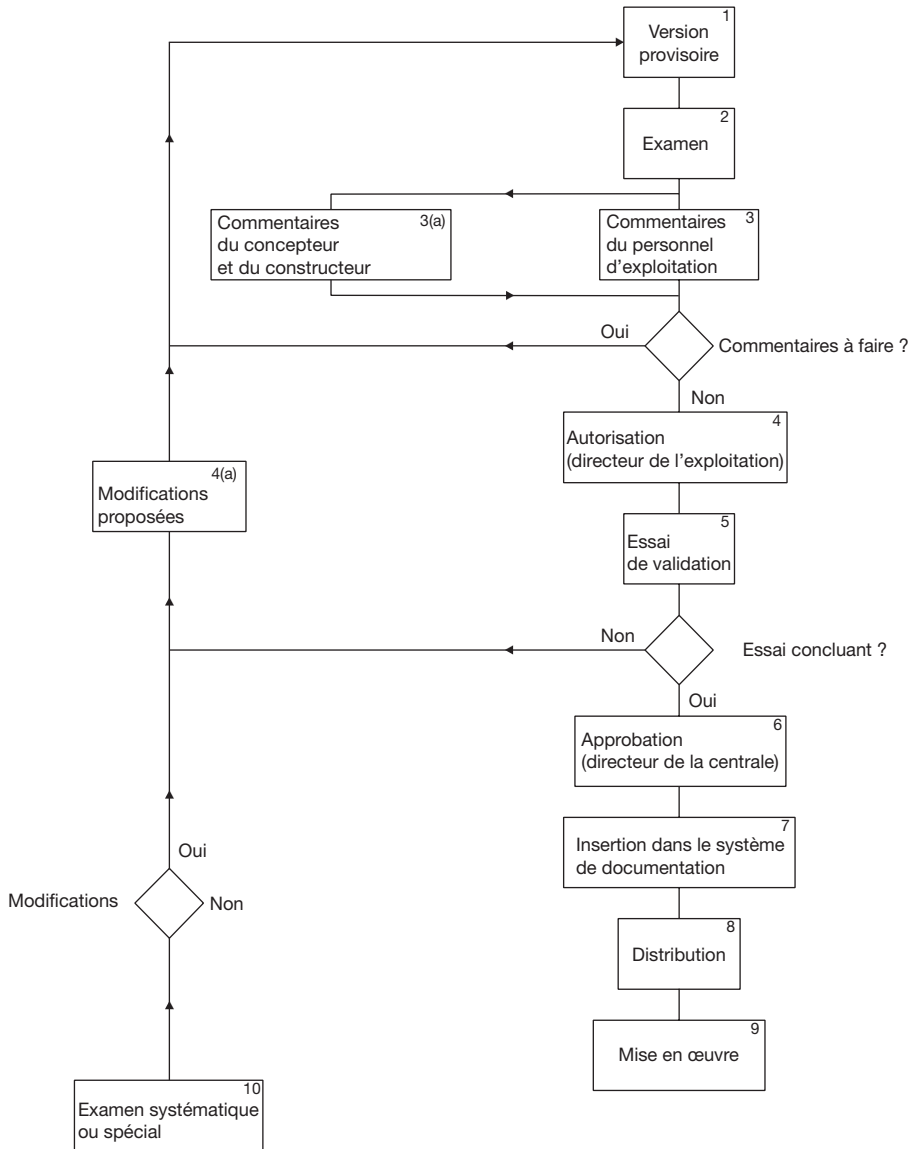 1
Version
provisoire
2
Examen
3(a)
Commentaires
du concepteur
et du constructeur
3
Commentaires
du personnel
d'exploitation
Oui
Commentaires à faire ?
Non
4
Autorisation
(directeur de l'exploitation)
4(a)
Modifications
proposées
5
Essai
de validation
Non
Essai concluant ?
Oui
6
Approbation
(directeur de la centrale)
7
Insertion dans le système
de documentation
Oui
Modifications
Non
8
Distribution
9
Mise en œuvre
10
Examen systématique
ou spécial